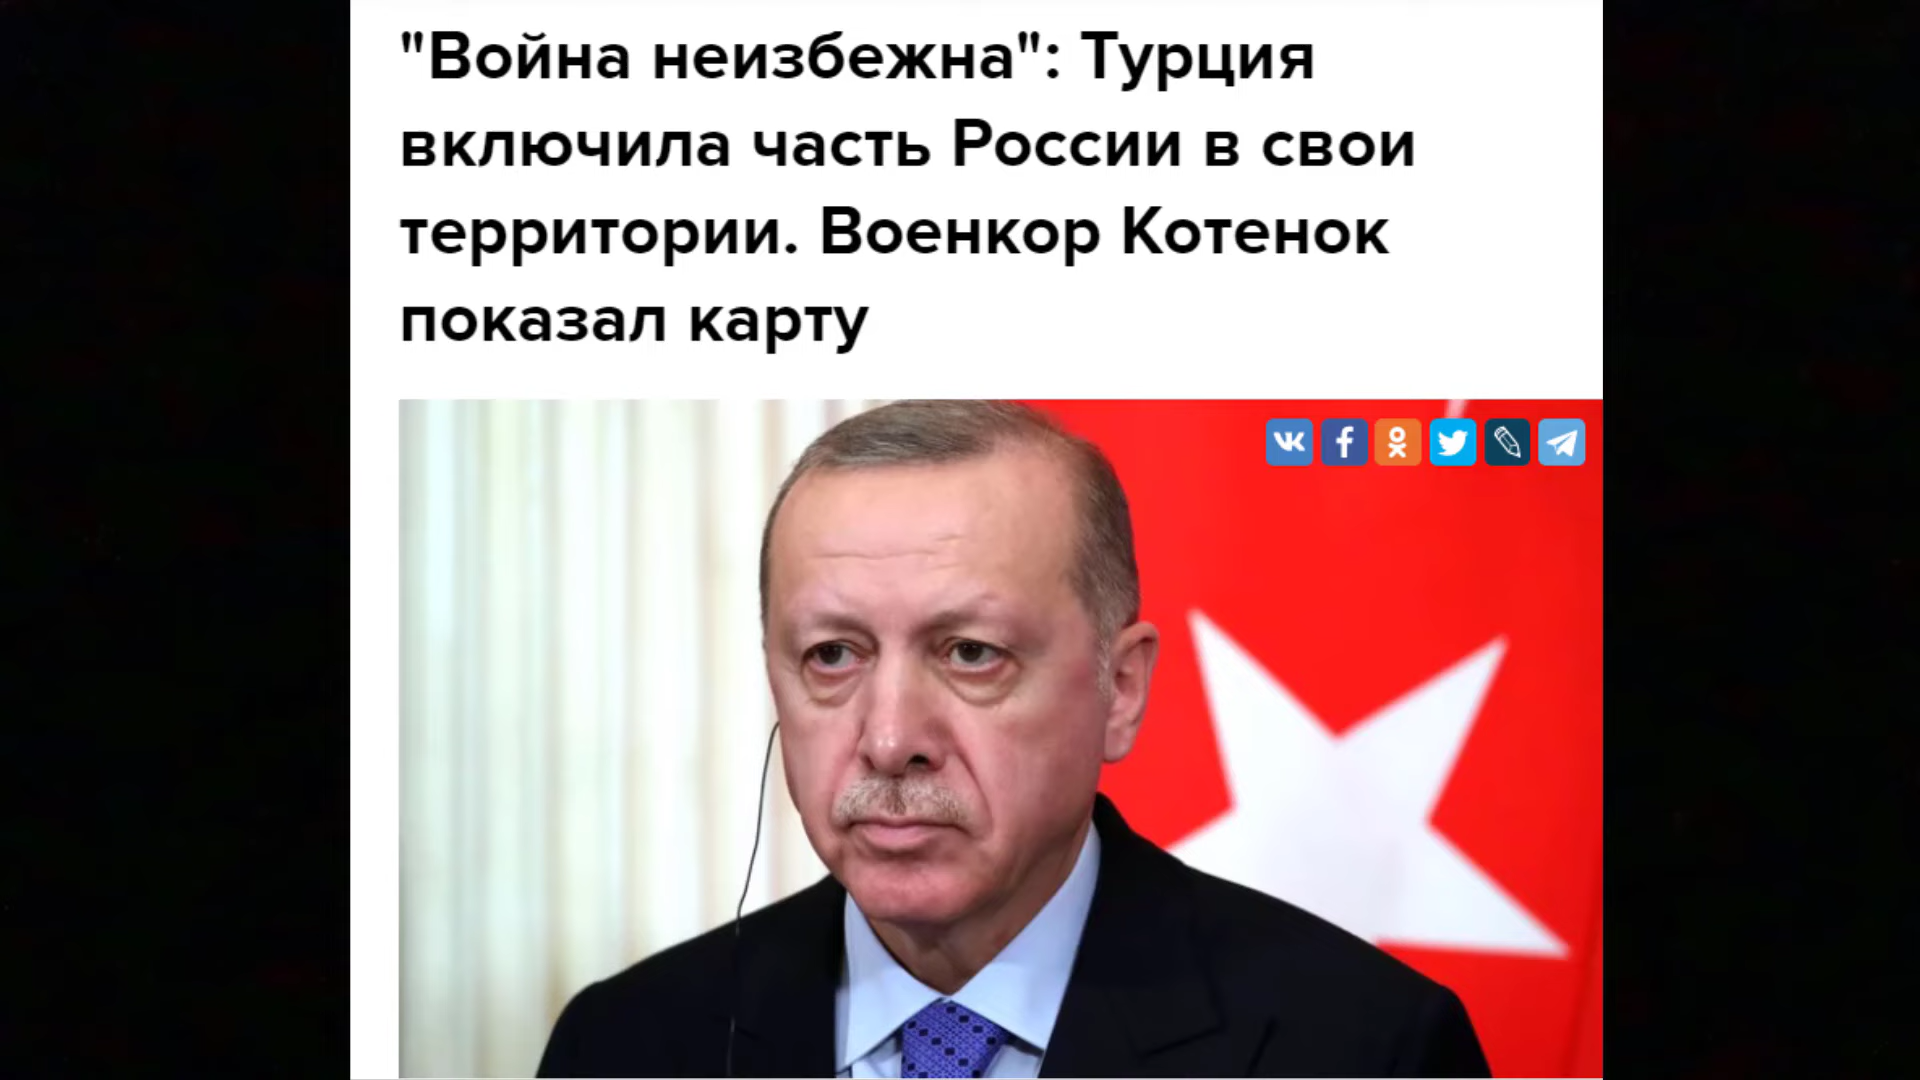 "Война неизбежна": Турция
включила часть России в свои
территории. Военкор Котенок
показал карту